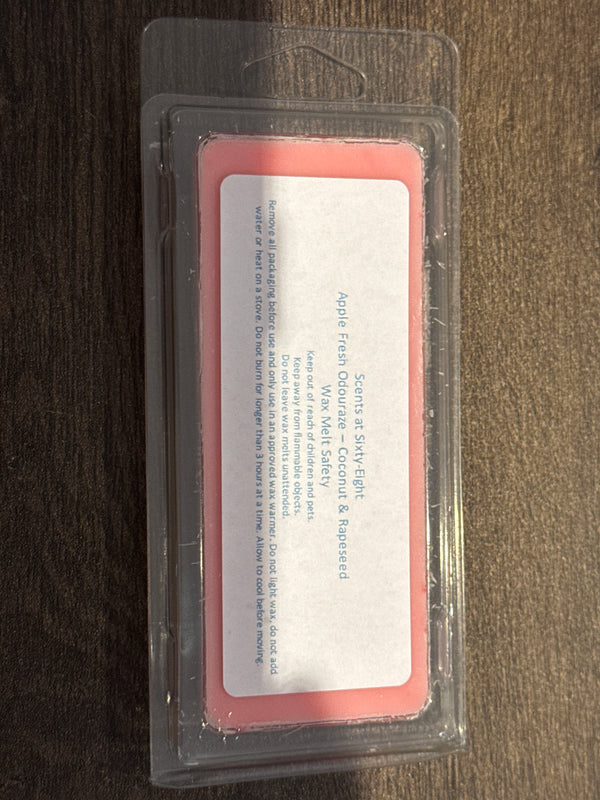 Scents at Sixty-Eight
Apple Fresh Odouraze – Coconut & Rapeseed
Wax Melt Safety
Keep out of reach of children and pets.
Keep away from flammable objects.
Do not leave wax melts unattended.
Remove all packaging before use and only use in an approved wax warmer. Do not light wax, do not add
water or heat on a stove. Do not burn for longer than 3 hours at a time. Allow to cool before moving.